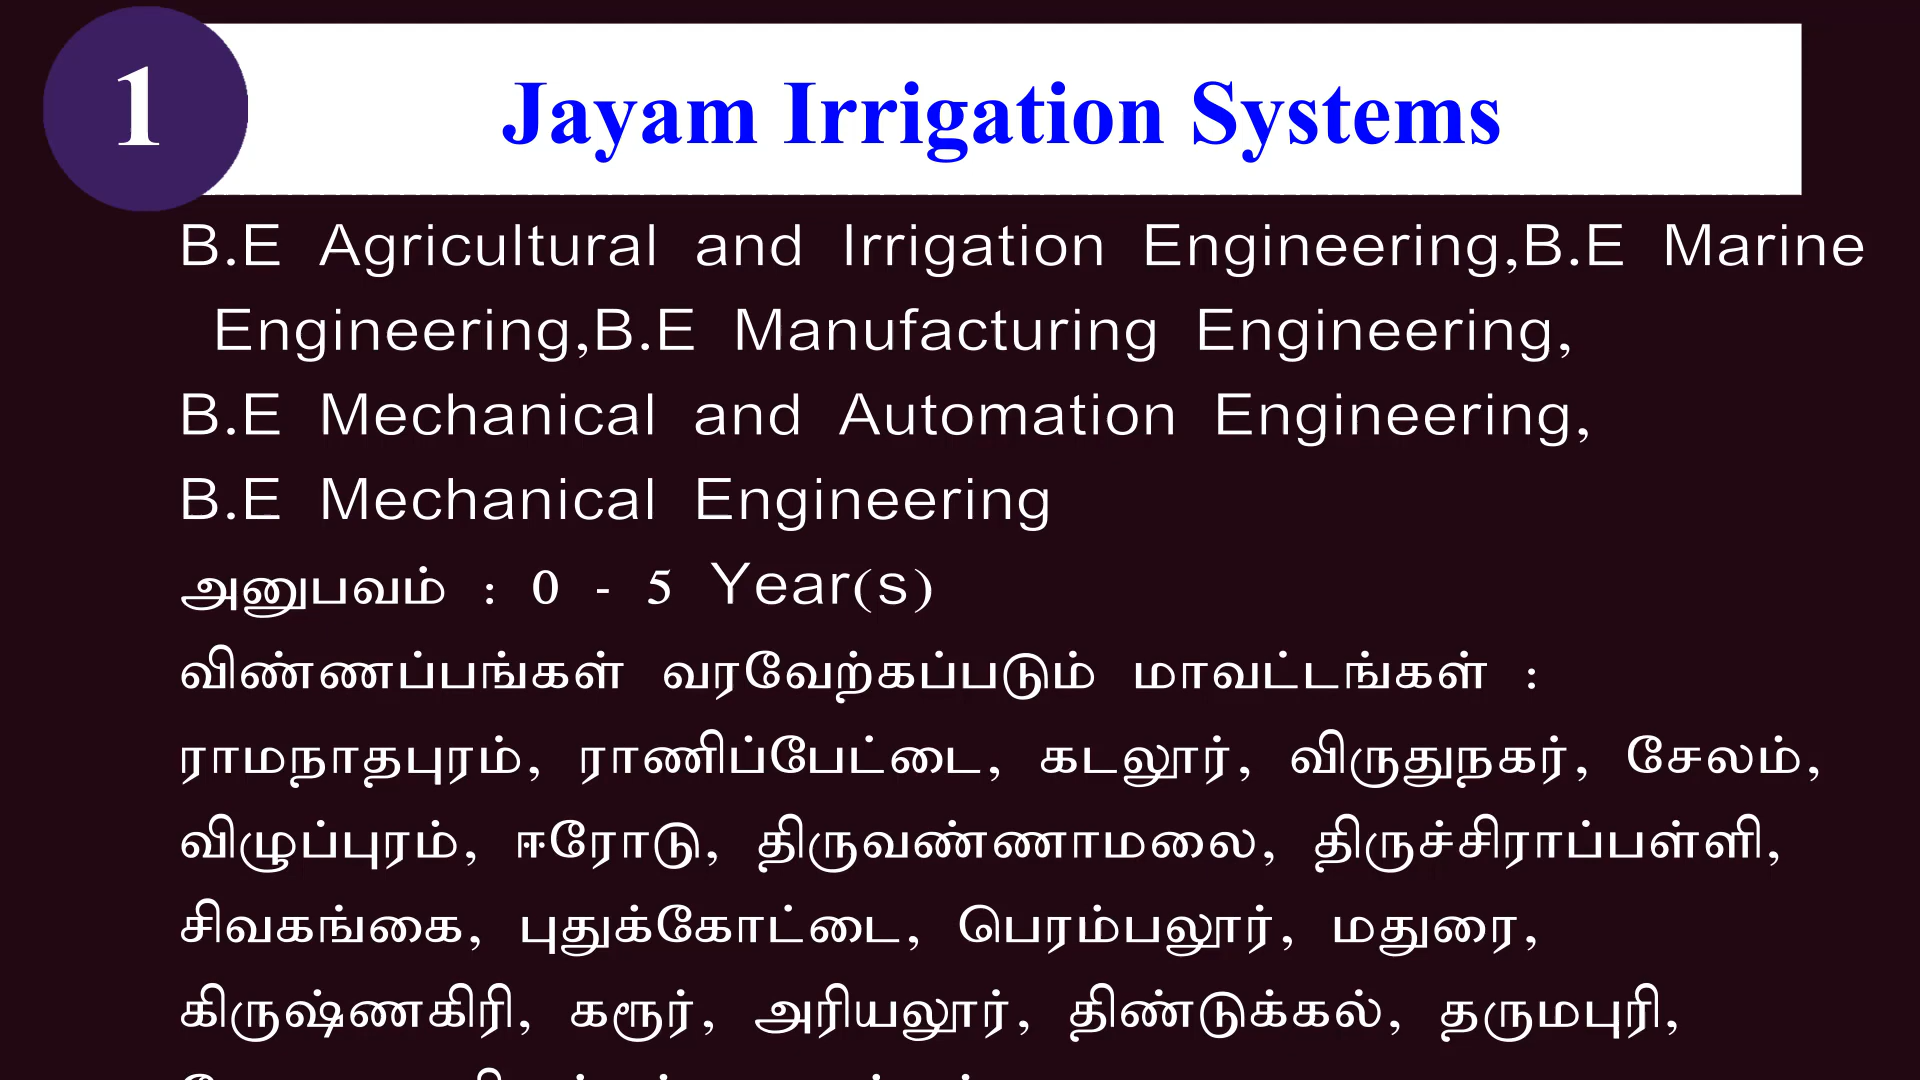 1
Jayam Irrigation Systems
B.E Agricultural and Irrigation Engineering,B.E Marine
Engineering,B.E Manufacturing Engineering,
B.E Mechanical and Automation Engineering,
B.E Mechanical Engineering
அனுபவம் : 0 - 5 Year(s)
விண்ணப்பங்கள் வரவேற்கப்படும் மாவட்டங்கள் :
ராமநாதபுரம், ராணிப்பேட்டை, கடலூர், விருதுநகர், சேலம்,
விழுப்புரம், ஈரோடு, திருவண்ணாமலை, திருச்சிராப்பள்ளி,
சிவகங்கை, புதுக்கோட்டை, பெரம்பலூர், மதுரை,
கிருஷ்ணகிரி, கரூர், அரியலூர், திண்டுக்கல், தருமபுரி,